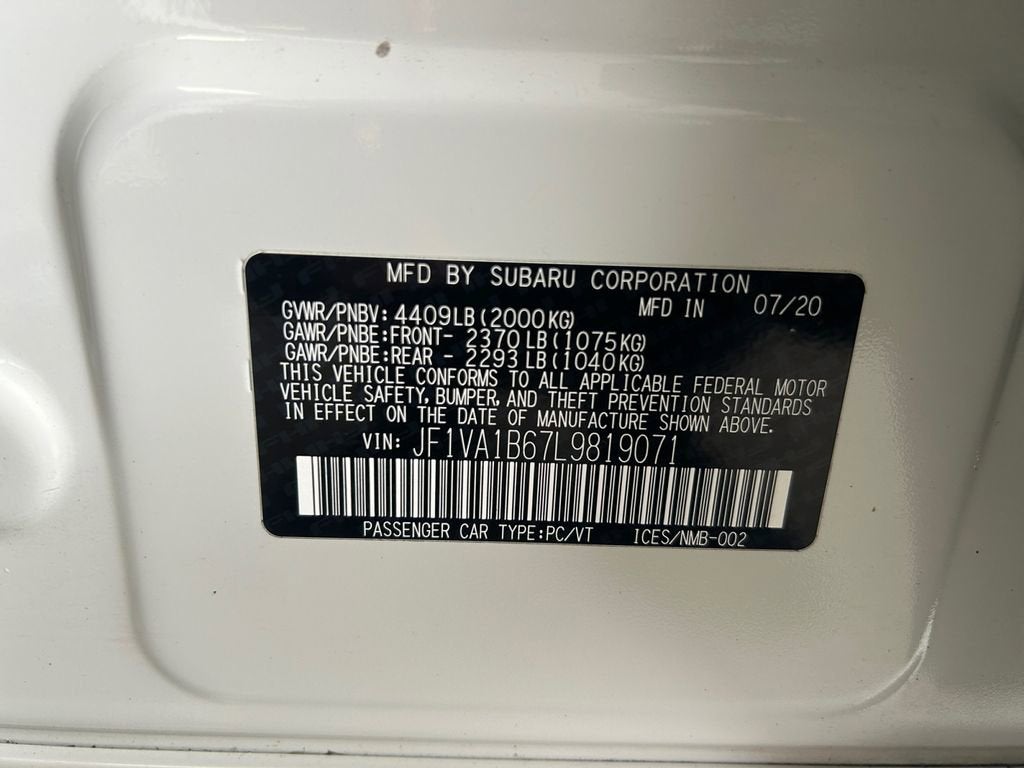 MFD BY SUBARU CORPORATION
GVWR/PNBV: 4409LB(2000KG) MFD IN 07/20
GAWR/PNBE:FRONT- 2370LB(1075KG)
GAWR/PNBE:REAR - 2293LB(1040KG)
THIS VEHICLE CONFORMS TO ALL APPLICABLE FEDERAL MOTOR
VEHICLE SAFETY, BUMPER, AND THEFT PREVENTION STANDARDS
IN EFFECT ON THE DATE OF MANUFACTURE SHOWN ABOVE.
VIN: JF1VA1B67L9819071
PASSENGER CAR TYPE:PC/VT ICES/NMB-002